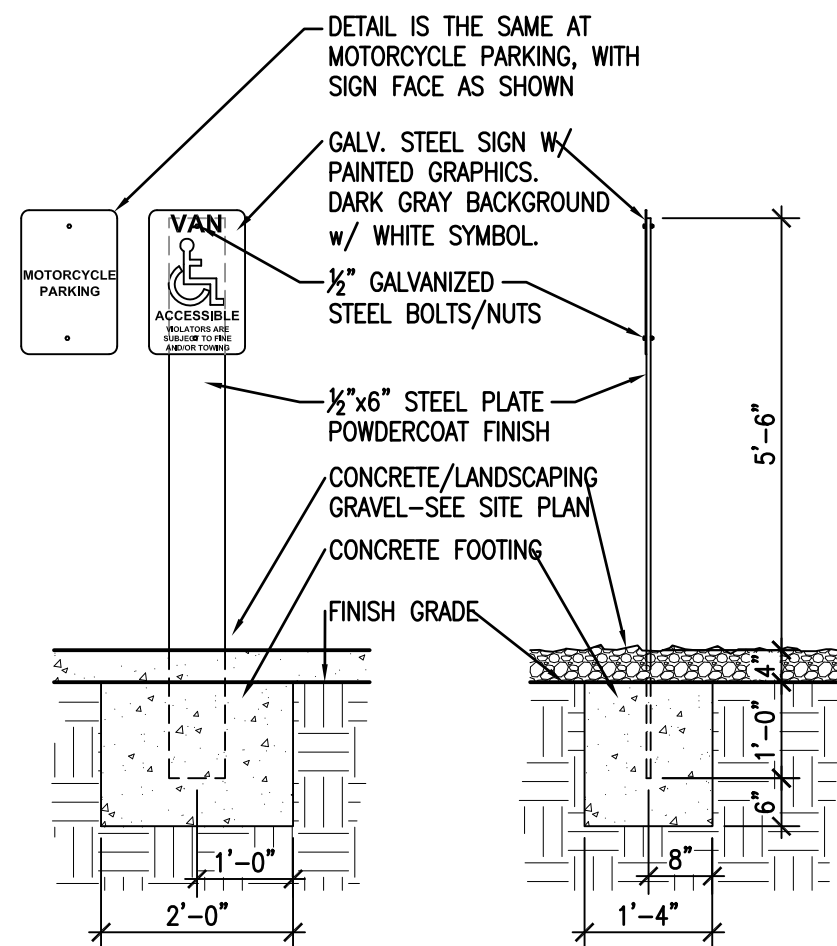 DETAIL IS THE SAME AT
MOTORCYCLE PARKING, WITH
SIGN FACE AS SHOWN
GALV. STEEL SIGN W/
PAINTED GRAPHICS.
DARK GRAY BACKGROUND
w/ WHITE SYMBOL.
MOTORCYCLE
PARKING
VAN
ACCESSIBLE
VIOLATORS ARE
SUBJECT TO FINE
AND/OR TOWING
½" GALVANIZED
STEEL BOLTS/NUTS
½"x6" STEEL PLATE
POWDERCOAT FINISH
CONCRETE/LANDSCAPING
GRAVEL-SEE SITE PLAN
CONCRETE FOOTING
FINISH GRADE
5'-6"
4"
1'-0"
6"
1'-0"
2'-0"
8"
1'-4"